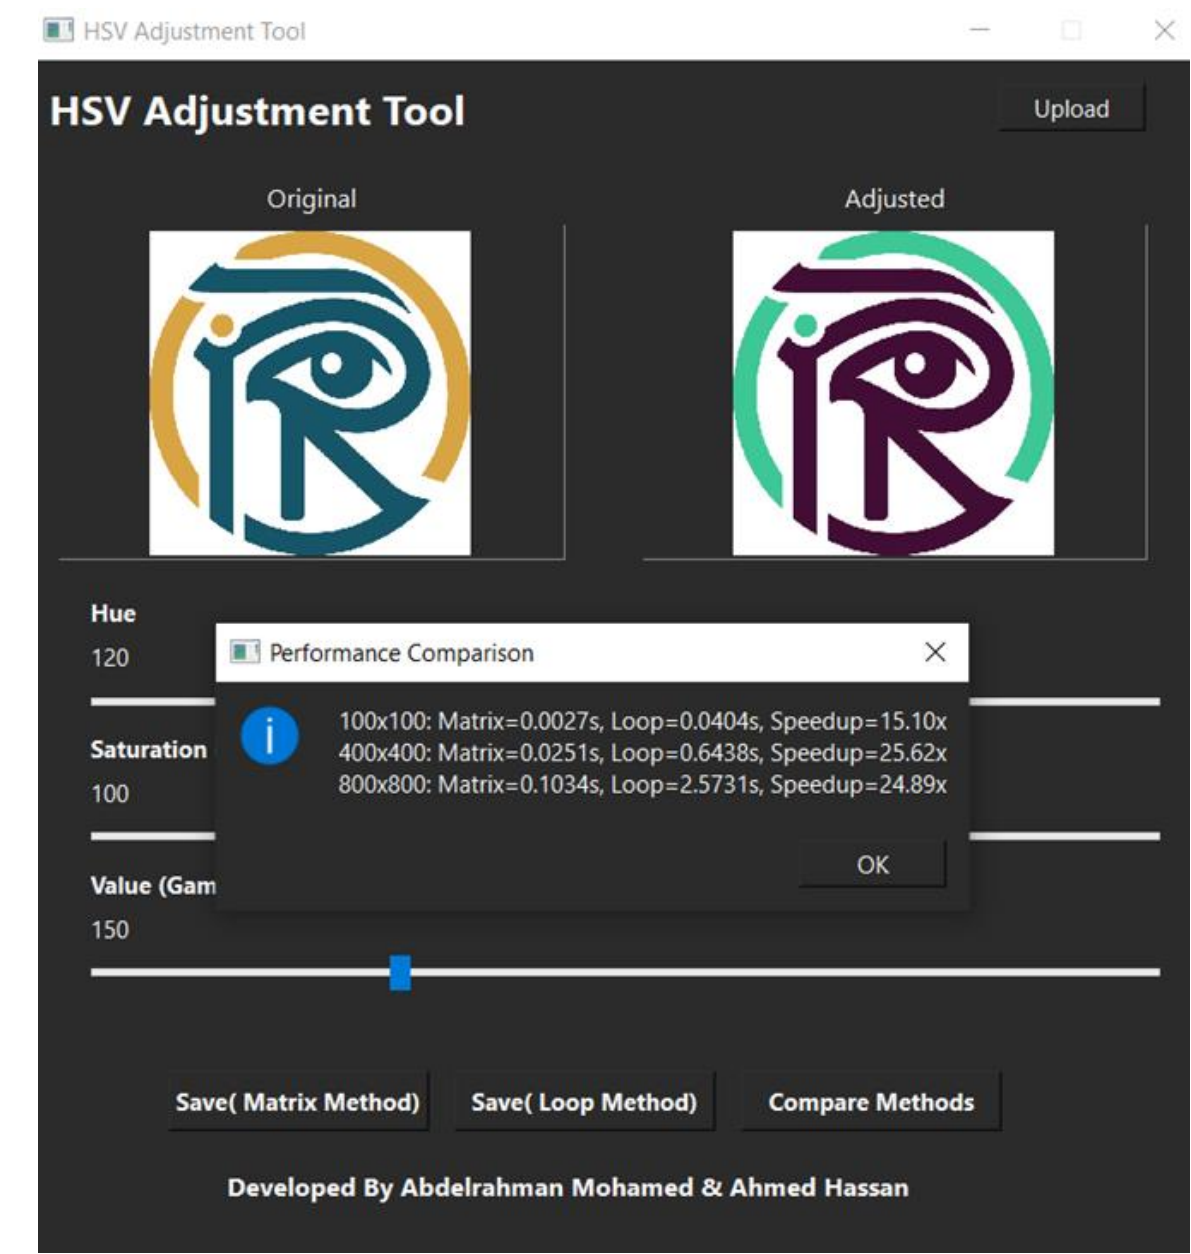 HSV Adjustment Tool
HSV Adjustment Tool
Upload
Original
Adjusted
Hue
120
Performance Comparison
100x100: Matrix=0.0027s, Loop=0.0404s, Speedup=15.10x
400x400: Matrix=0.0251s, Loop=0.6438s, Speedup=25.62x
800x800: Matrix=0.1034s, Loop=2.5731s, Speedup=24.89x
OK
Saturation
100
Value (Gam
150
Save( Matrix Method)
Save( Loop Method)
Compare Methods
Developed By Abdelrahman Mohamed & Ahmed Hassan